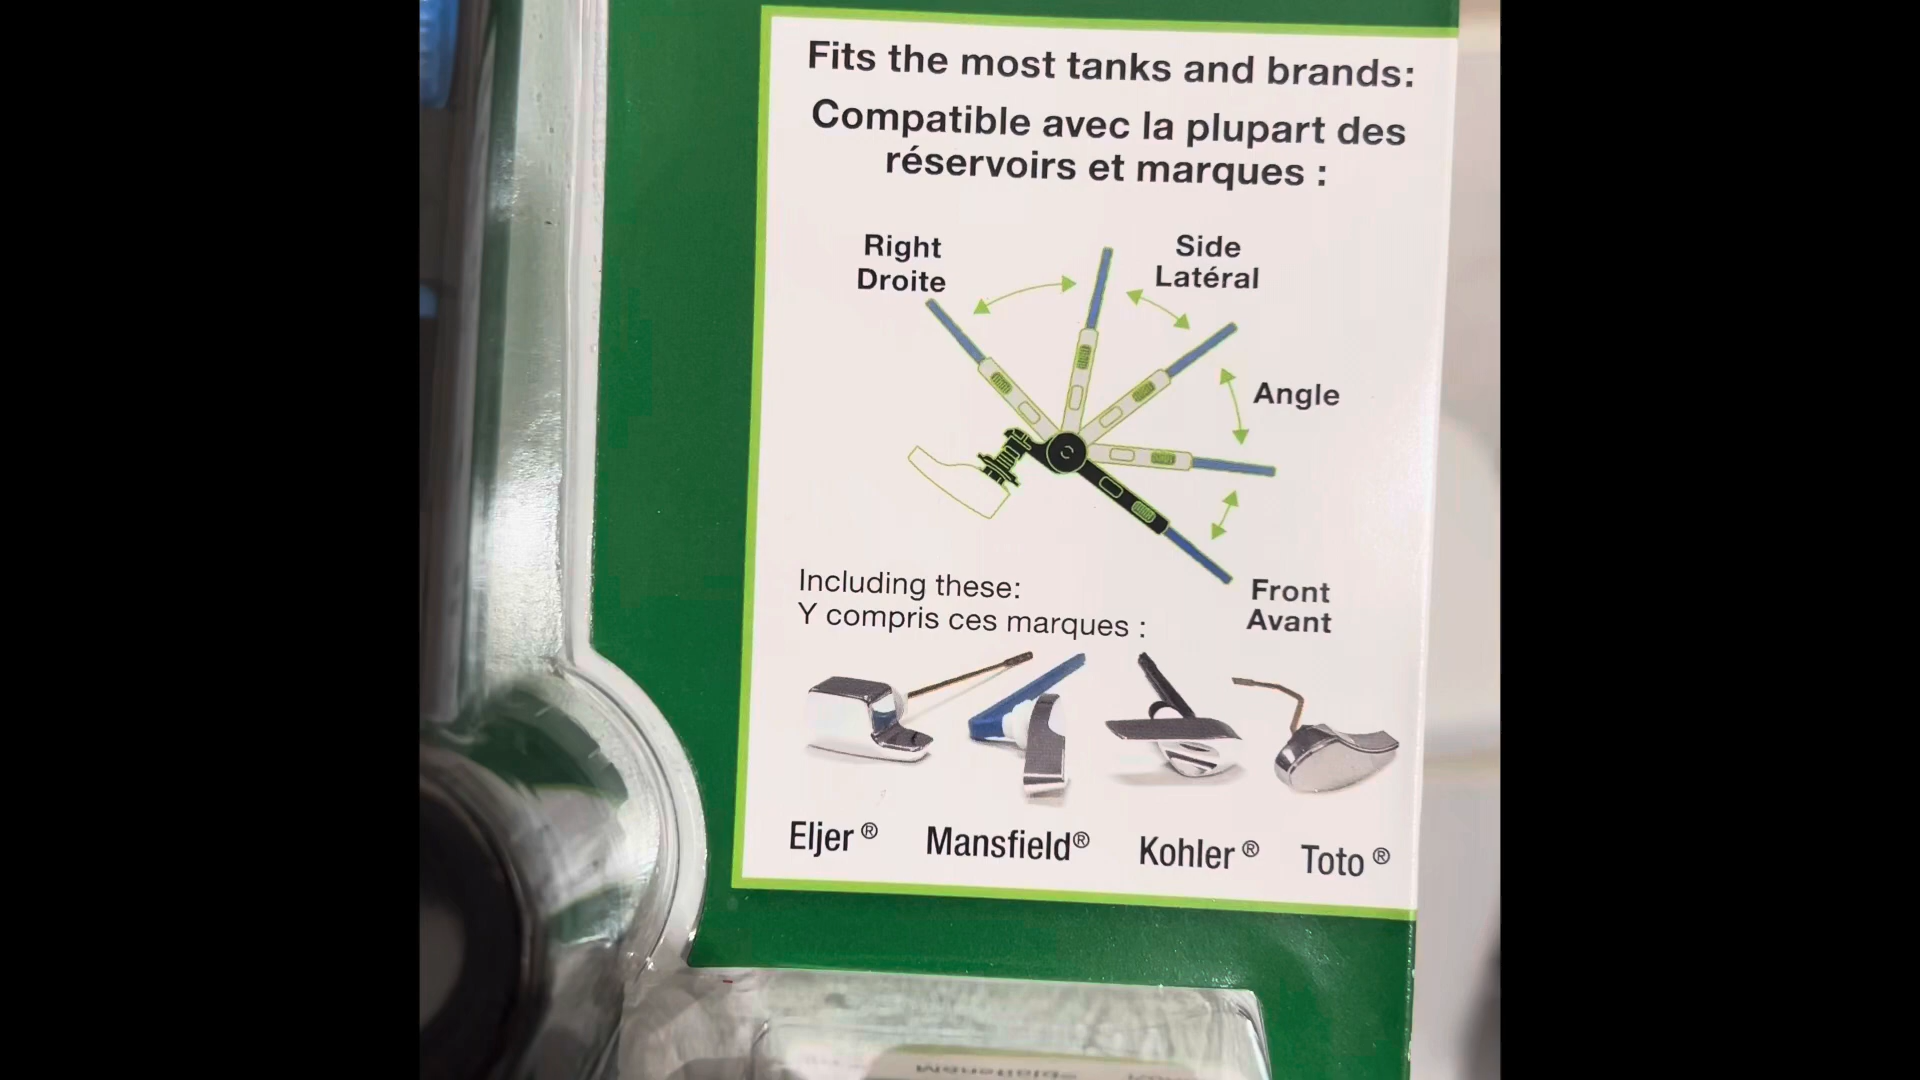 Fits the most tanks and brands:
Compatible avec la plupart des
réservoirs et marques :
Right
Droite
Side
Latéral
Angle
Front
Avant
Including these:
Y compris ces marques :
Eljer ®
Mansfield®
Kohler ®
Toto ®